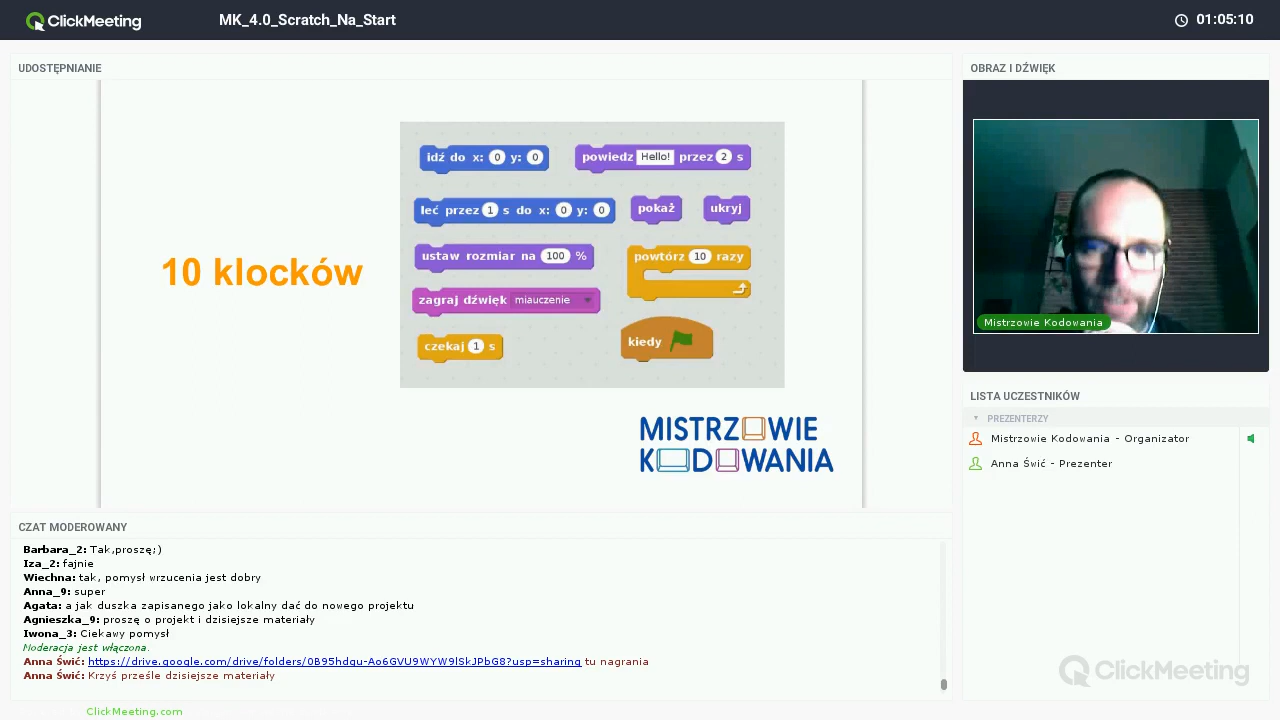 ClickMeeting
MK_4.0_Scratch_Na_Start
01:05:10
UDOSTĘPNIANIE
10 klocków
idź do x: 0 y: 0
powiedz Hello! przez 2 s
leć przez 1 s do x: 0 y: 0
pokaż
ukryj
ustaw rozmiar na 100 %
powtórz 10 razy
zagraj dźwięk miauczenie
czekaj 1 s
kiedy
MISTRZOWIE
KODOWANIA
OBRAZ I DŹWIĘK
Mistrzowie Kodowania
LISTA UCZESTNIKÓW
PREZENTERZY
Mistrzowie Kodowania - Organizator
Anna Świć - Prezenter
CZAT MODEROWANY
Barbara_2: Tak,proszę;)
Iza_2: fajnie
Wiechna: tak, pomysł wrzucenia jest dobry
Anna_9: super
Agata: a jak duszka zapisanego jako lokalny dać do nowego projektu
Agnieszka_9: proszę o projekt i dzisiejsze materiały
Iwona_3: Ciekawy pomysł
Moderacja jest włączona.
Anna Świć: https://drive.google.com/drive/folders/0B95hdqu-Ao6GVU9WYW9lSkJPbG8?usp=sharing tu nagrania
Anna Świć: Krzyś prześle dzisiejsze materiały
ClickMeeting
ClickMeeting.com